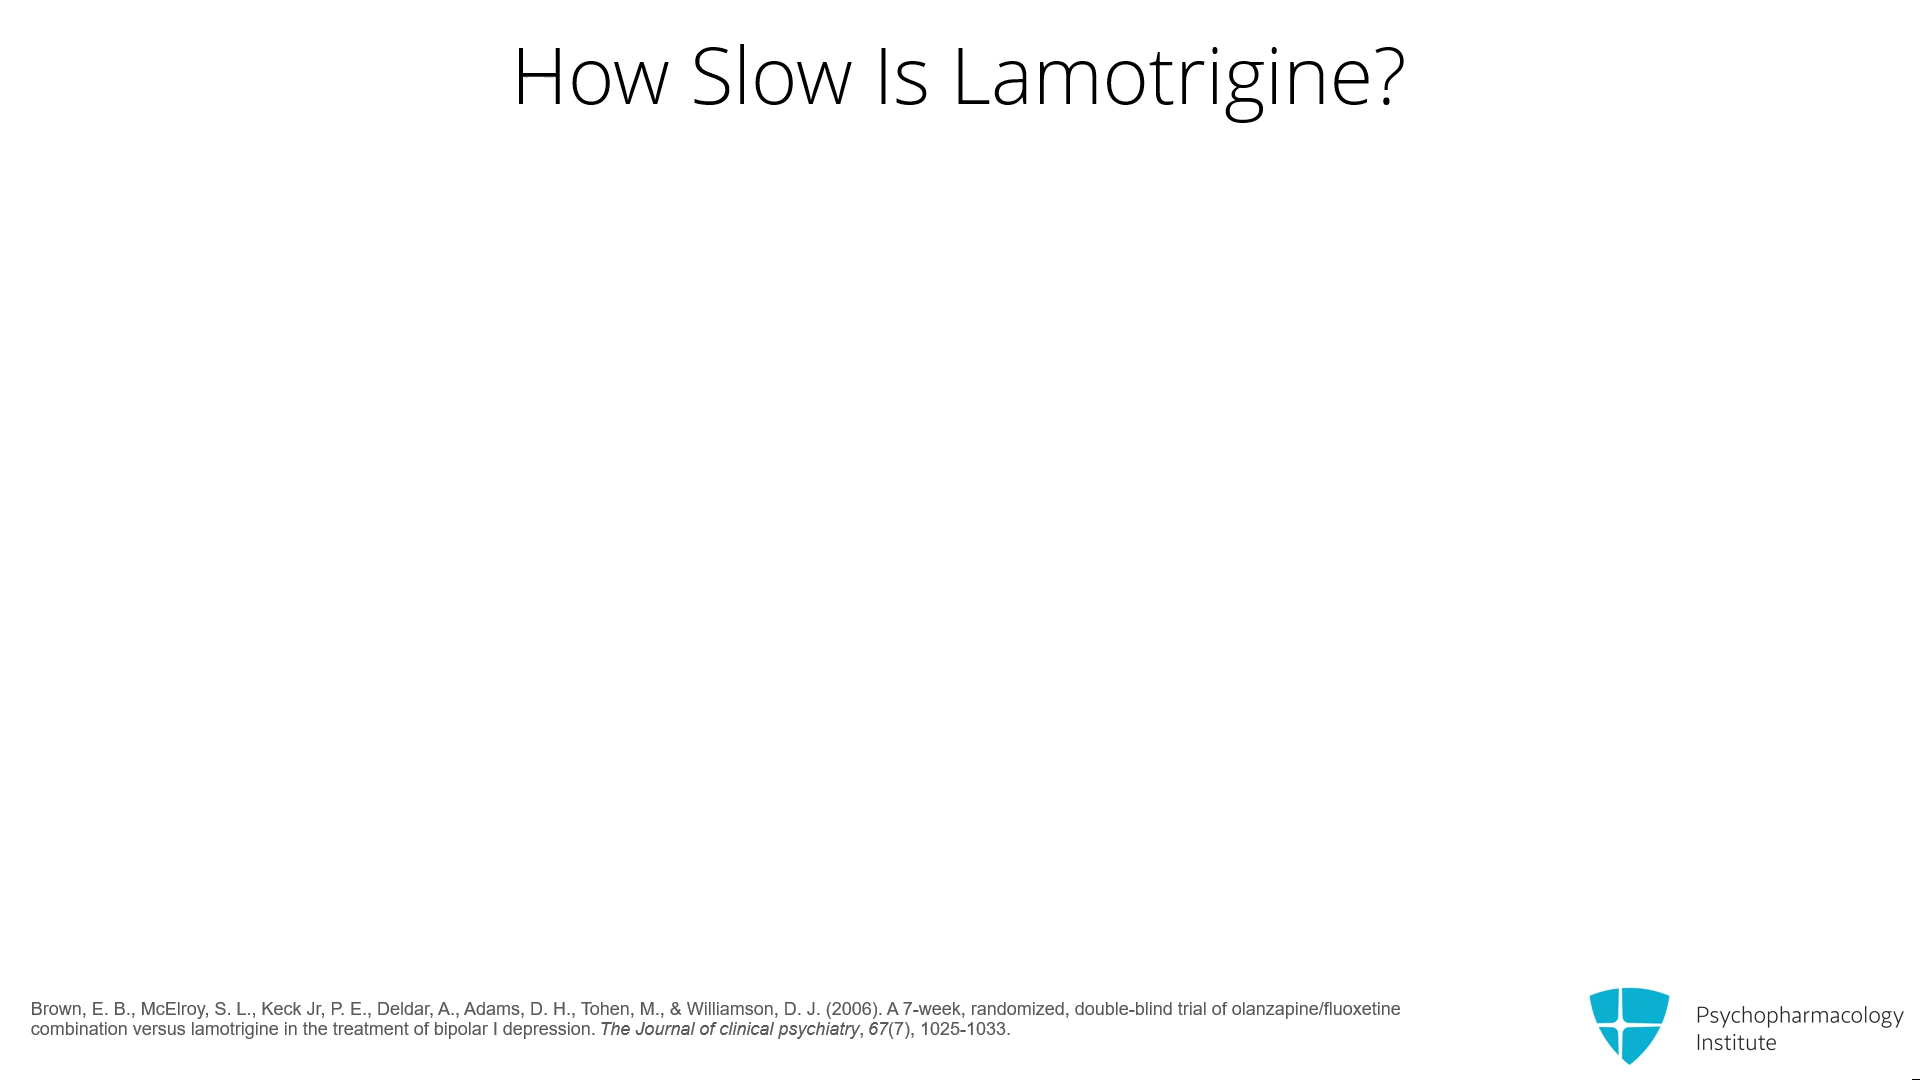 How Slow Is Lamotrigine?
Brown, E. B., McElroy, S. L., Keck Jr, P. E., Deldar, A., Adams, D. H., Tohen, M., & Williamson, D. J. (2006). A 7-week, randomized, double-blind trial of olanzapine/fluoxetine
combination versus lamotrigine in the treatment of bipolar I depression. The Journal of clinical psychiatry, 67(7), 1025-1033.
Psychopharmacology
Institute